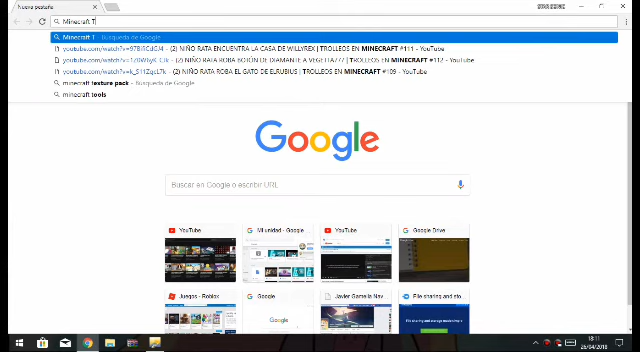 Nueva pestaña
Minecraft T
Minecraft T - Búsqueda de Google
(2) NIÑO RATA ENCUENTRA LA CASA DE WILLYREX | TROLLEOS EN MINECRAFT #111 - YouTube
(2) NIÑO RATA ROBA BOTÓN DE DIAMANTE A VEGETTA777 | TROLLEOS EN MINECRAFT #112 - YouTube
(2) NIÑO RATA ROBA EL GATO DE ELRUBIUS | TROLLEOS EN MINECRAFT #109 - YouTube
minecraft texture pack - Búsqueda de Google
minecraft tools
Google
Buscar en Google o escribir URL
YouTube
Mi unidad - Google ...
YouTube
Google Drive
Juegos - Roblox
Google
Javier Game is Nav
File sharing and sto
Google
18:11
26/04/2018